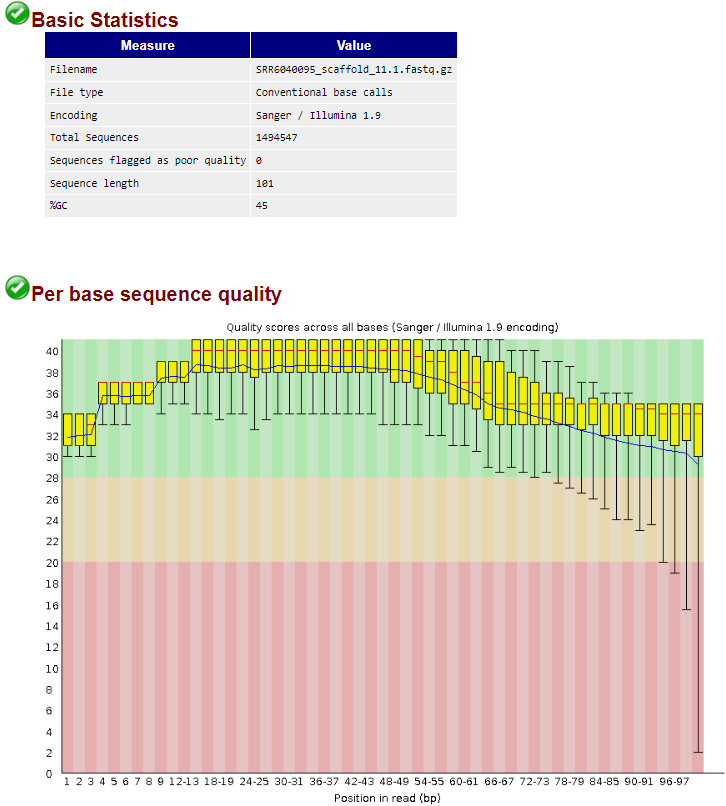 Basic Statistics
Measure Value
Filename SRR6040095_scaffold_11.1.fastq.gz
File type Conventional base calls
Encoding Sanger / Illumina 1.9
Total Sequences 1494547
Sequences flagged as poor quality 0
Sequence length 101
%GC 45
Per base sequence quality
Quality scores across all bases (Sanger / Illumina 1.9 encoding)
40
38
36
34
32
30
28
26
24
22
20
18
16
14
12
10
8
6
4
2
0
1 2 3 4 5 6 7 8 9 12-13 18-19 24-25 30-31 36-37 42-43 48-49 54-55 60-61 66-67 72-73 78-79 84-85 90-91 96-97
Position in read (bp)